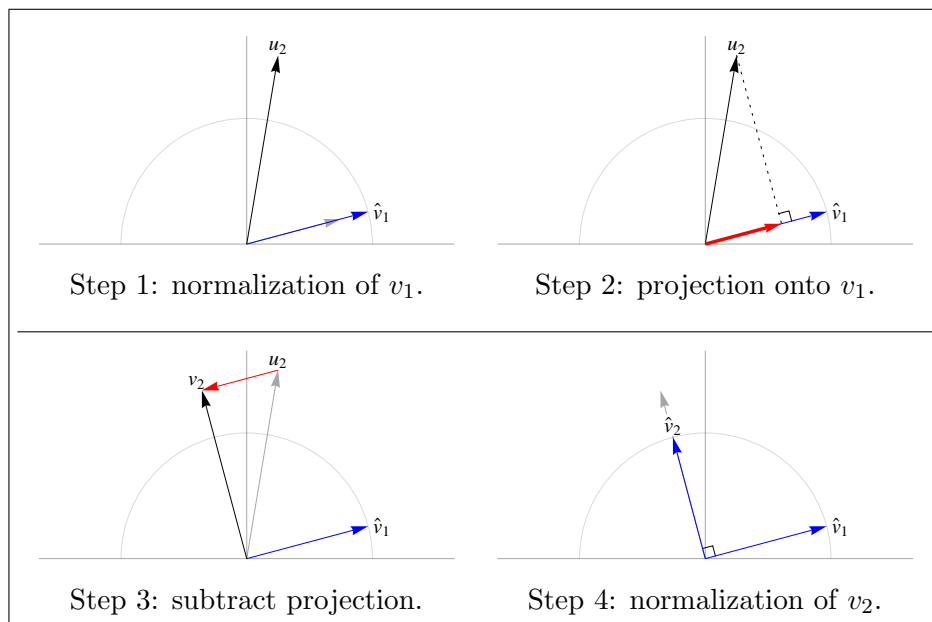 u₂
v̂₁
Step 1: normalization of v₁.
u₂
v̂₁
Step 2: projection onto v₁.
v₂
u₂
v̂₁
Step 3: subtract projection.
v̂₂
v̂₁
Step 4: normalization of v₂.